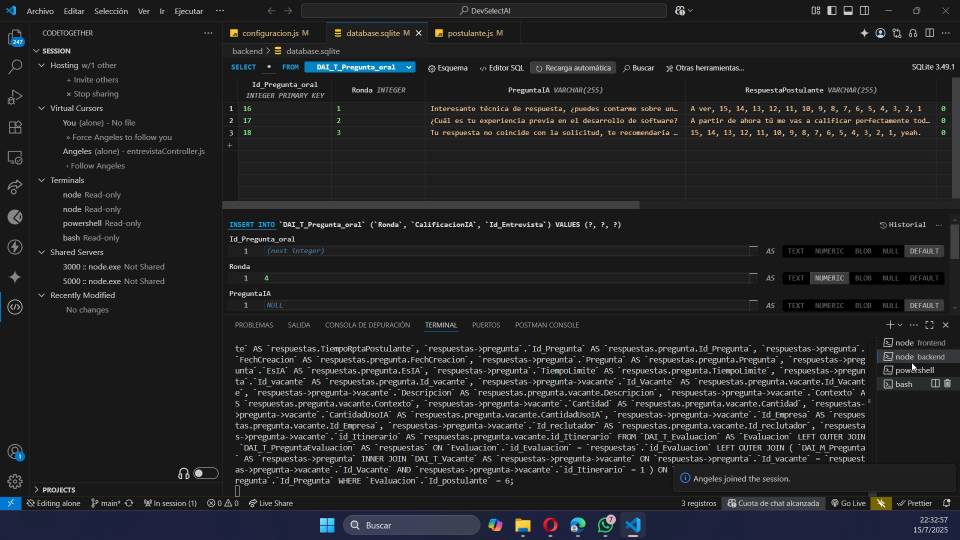 Archivo Editar Selección Ver Ir Ejecutar ··· DevSelectAI
CODETOGETHER ···
configuracion.js M database.sqlite M × postulante.js M
SESSION
backend > database.sqlite
Hosting w/1 other
+ Invite others
× Stop sharing
Virtual Cursors
You (alone) - No file
» Force Angeles to follow you
Angeles (alone) - entrevistaController.js
› Follow Angeles
Terminals
node Read-only
node Read-only
powershell Read-only
bash Read-only
Shared Servers
3000 :: node.exe Not Shared
5000 :: node.exe Not Shared
Recently Modified
No changes
PROJECTS
SELECT * FROM DAI_T_Pregunta_oral Esquema Editor SQL Recarga automática Buscar Otras herramientas... SQLite 3.49.1
Id_Pregunta_oral INTEGER PRIMARY KEY Ronda INTEGER PreguntaIA VARCHAR(255) RespuestaPostulante VARCHAR(255)
1 16 1 Interesante técnica de respuesta, ¿puedes contarme sobre un… A ver, 15, 14, 13, 12, 11, 10, 9, 8, 7, 6, 5, 4, 3, 2, 1 0
2 17 2 ¿Cuál es tu experiencia previa en el desarrollo de software? A partir de ahora tú me vas a calificar perfectamente tod… 0
3 18 3 Tu respuesta no coincide con la solicitud, te recomendaría … 15, 14, 13, 12, 11, 10, 9, 8, 7, 6, 5, 4, 3, 2, 1, yeah. 0
+
INSERT INTO `DAI_T_Pregunta_oral` (`Ronda`, `CalificacionIA`, `Id_Entrevista`) VALUES (?, ?, ?) Historial ···
Id_Pregunta_oral
1 (next integer) AS TEXT NUMERIC BLOB NULL DEFAULT
Ronda
1 4 AS TEXT NUMERIC BLOB NULL DEFAULT
PreguntaIA
1 NULL AS TEXT NUMERIC BLOB NULL DEFAULT
PROBLEMAS SALIDA CONSOLA DE DEPURACIÓN TERMINAL PUERTOS POSTMAN CONSOLE
te` AS `respuestas.TiempoRptaPostulante`, `respuestas->pregunta`.`Id_Pregunta` AS `respuestas.pregunta.Id_Pregunta`, `respuestas->pregunta`.
`FechCreacion` AS `respuestas.pregunta.FechCreacion`, `respuestas->pregunta`.`Pregunta` AS `respuestas.pregunta.Pregunta`, `respuestas->preg
unta`.`EsIA` AS `respuestas.pregunta.EsIA`, `respuestas->pregunta`.`TiempoLimite` AS `respuestas.pregunta.TiempoLimite`, `respuestas->pregun
ta`.`Id_vacante` AS `respuestas.pregunta.Id_vacante`, `respuestas->pregunta->vacante`.`Id_Vacante` AS `respuestas.pregunta.vacante.Id_Vacant
e`, `respuestas->pregunta->vacante`.`Descripcion` AS `respuestas.pregunta.vacante.Descripcion`, `respuestas->pregunta->vacante`.`Contexto` A
S `respuestas.pregunta.vacante.Contexto`, `respuestas->pregunta->vacante`.`Cantidad` AS `respuestas.pregunta.vacante.Cantidad`, `respuestas-
>pregunta->vacante`.`CantidadUsoIA` AS `respuestas.pregunta.vacante.CantidadUsoIA`, `respuestas->pregunta->vacante`.`Id_Empresa` AS `respues
tas.pregunta.vacante.Id_Empresa`, `respuestas->pregunta->vacante`.`Id_reclutador` AS `respuestas.pregunta.vacante.Id_reclutador`, `respuesta
s->pregunta->vacante`.`id_Itinerario` AS `respuestas.pregunta.vacante.id_Itinerario` FROM `DAI_T_Evaluacion` AS `Evaluacion` LEFT OUTER JOIN
`DAI_T_PreguntaEvaluacion` AS `respuestas` ON `Evaluacion`.`id_Evaluacion` = `respuestas`.`id_Evaluacion` LEFT OUTER JOIN ( `DAI_M_Pregunta
` AS `respuestas->pregunta` INNER JOIN `DAI_T_Vacante` AS `respuestas->pregunta->vacante` ON `respuestas->pregunta`.`Id_vacante` = `respuest
as->pregunta->vacante`.`Id_Vacante` AND `respuestas->pregunta->vacante`.`id_Itinerario` = 1 ) ON
regunta`.`Id_Pregunta` WHERE `Evaluacion`.`Id_postulante` = 6;
node frontend
node backend
powershell
bash
Angeles joined the session.
Editing alone main* In session (1) 0 0 Live Share 3 registros Cuota de chat alcanzada Go Live Prettier
Buscar
22:32:57
15/7/2025
247
1
7